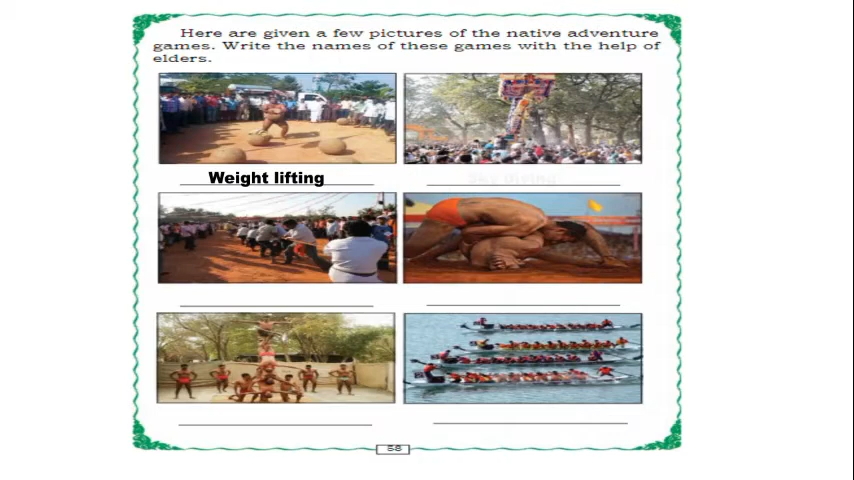 Here are given a few pictures of the native adventure
games. Write the names of these games with the help of
elders.
Weight lifting
58